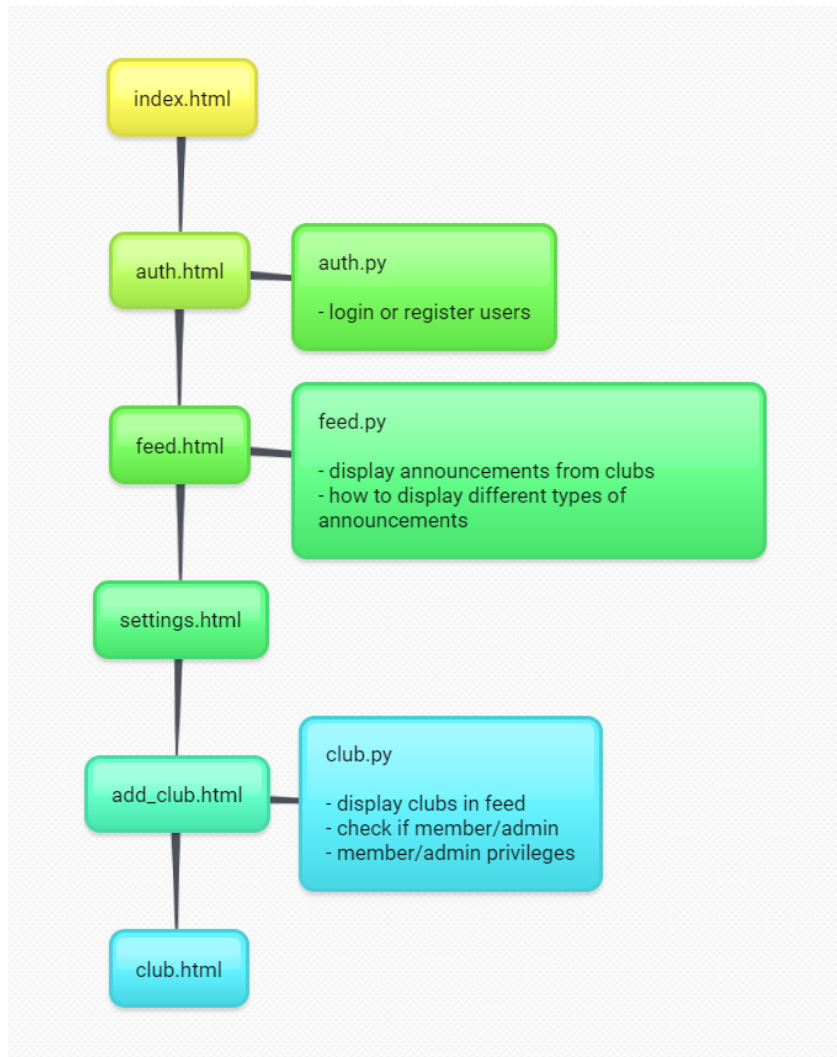 index.html
auth.html
auth.py
- login or register users
feed.html
feed.py
- display announcements from clubs
- how to display different types of
announcements
settings.html
add_club.html
club.py
- display clubs in feed
- check if member/admin
- member/admin privileges
club.html